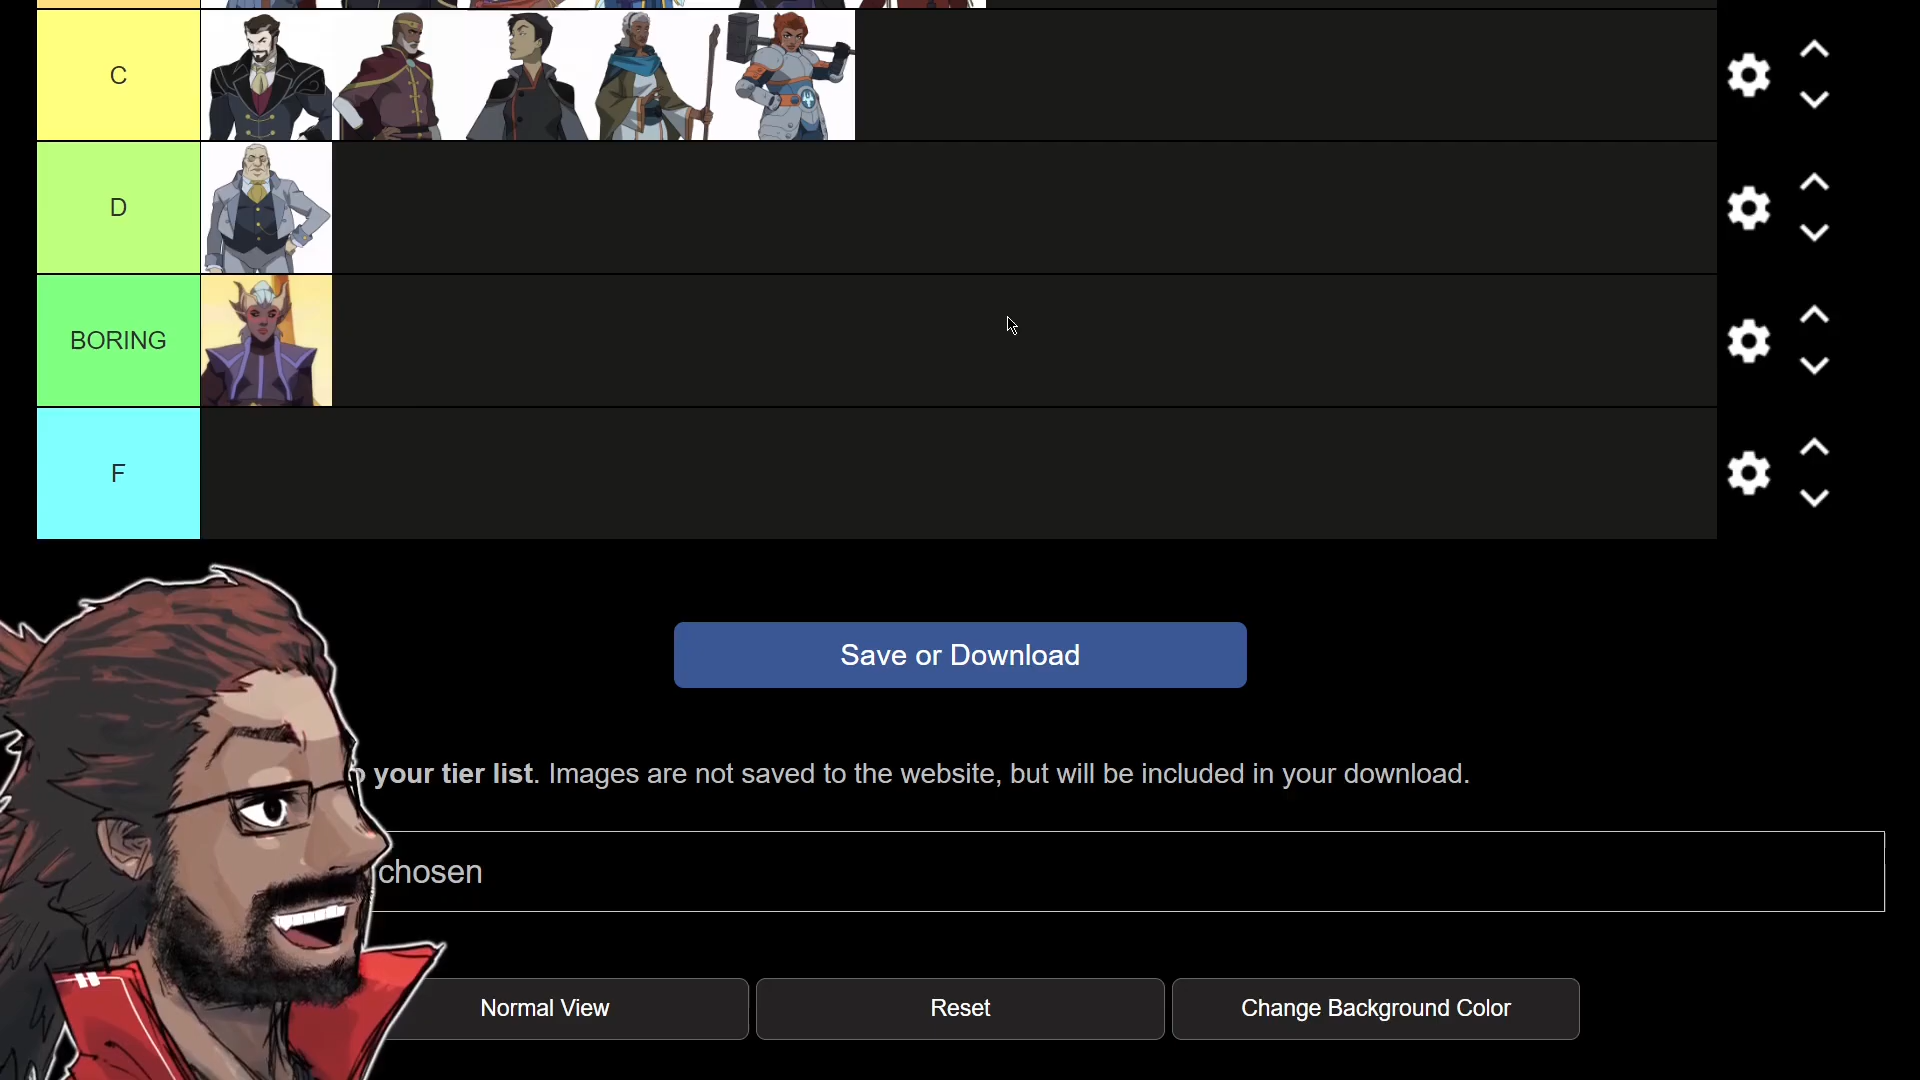 C
D
BORING
F
Save or Download
your tier list. Images are not saved to the website, but will be included in your download.
chosen
Normal View
Reset
Change Background Color